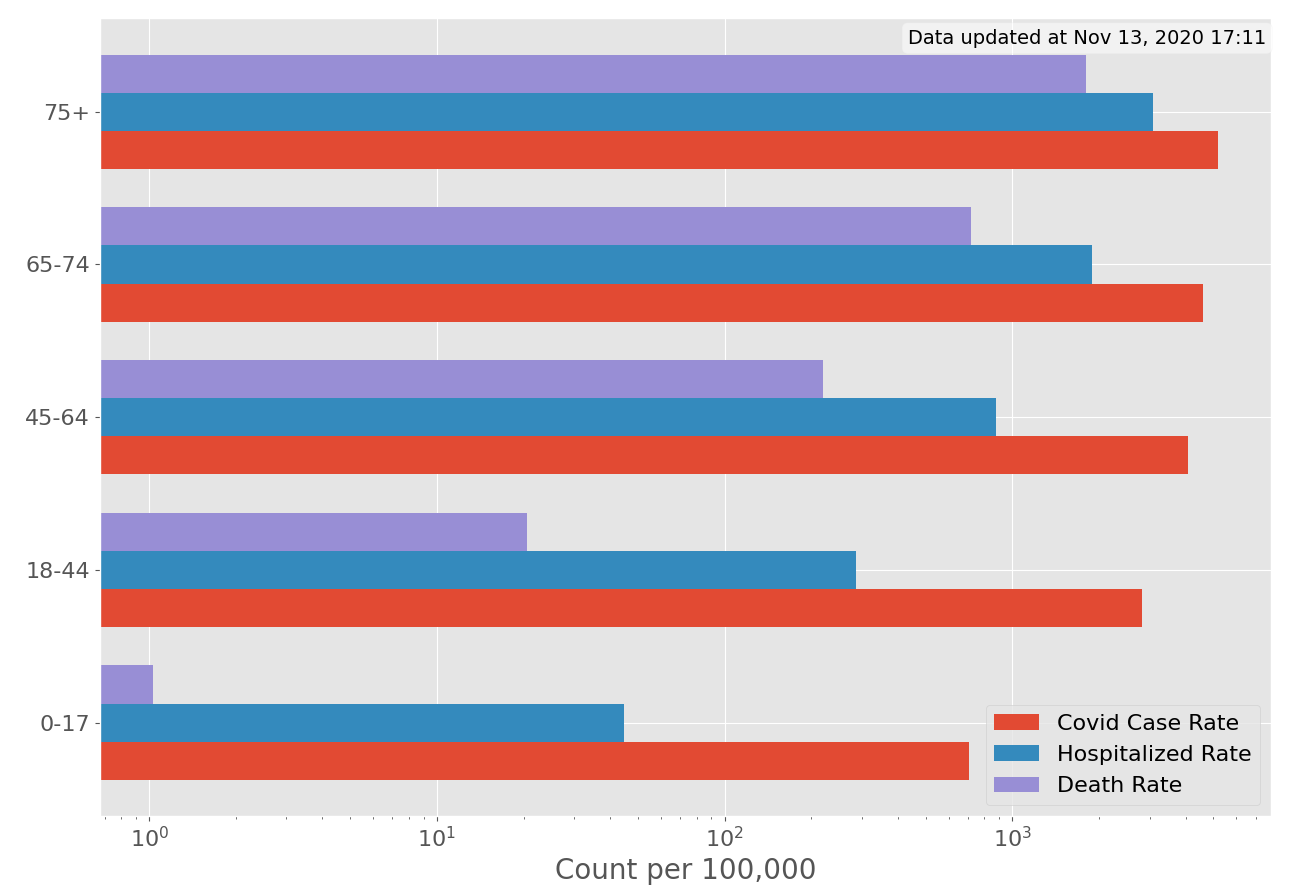 Data updated at Nov 13, 2020 17:11
75+
65-74
45-64
18-44
0-17
Covid Case Rate
Hospitalized Rate
Death Rate
10⁰ 10¹ 10² 10³
Count per 100,000